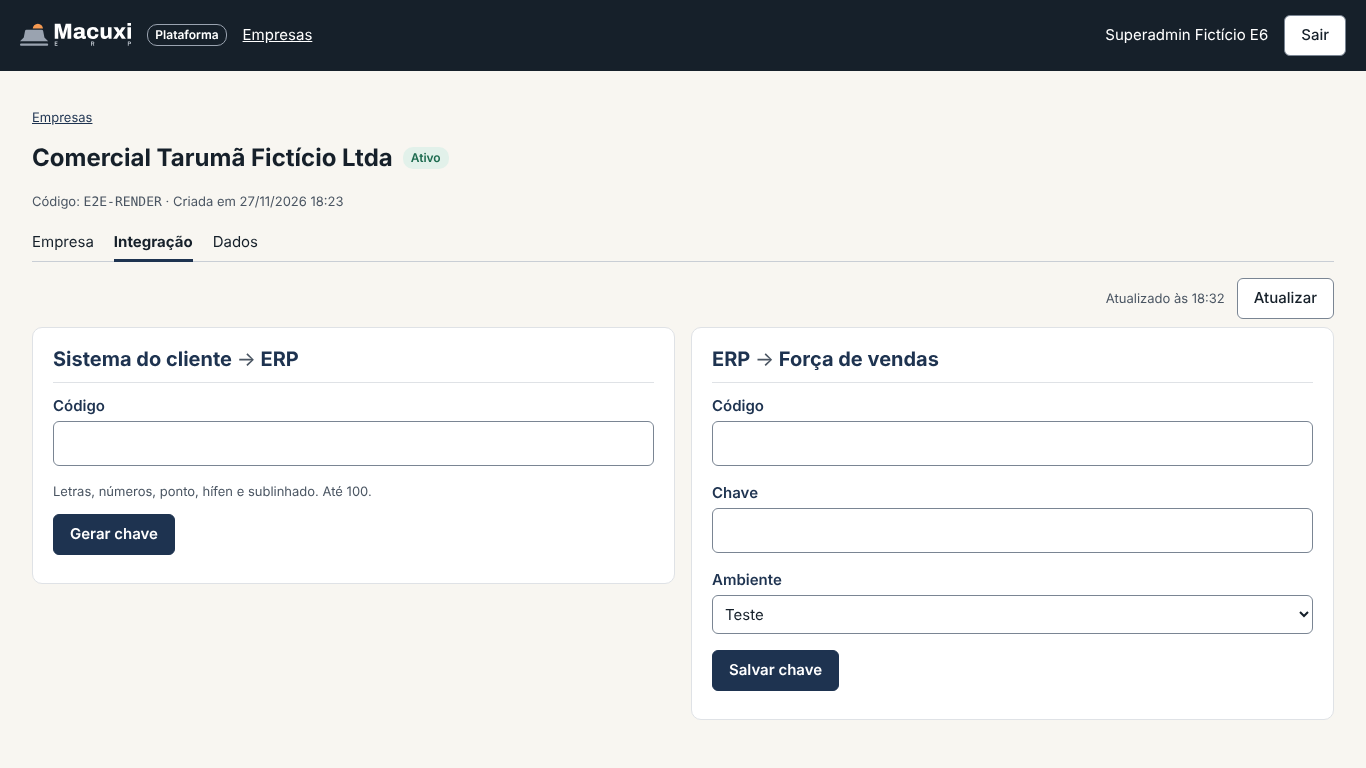 Macuxi
E R P
Plataforma
Empresas
Superadmin Fictício E6
Sair
Empresas
Comercial Tarumã Fictício Ltda
Ativo
Código: E2E-RENDER · Criada em 27/11/2026 18:23
Empresa
Integração
Dados
Atualizado às 18:32
Atualizar
Sistema do cliente → ERP
Código
Letras, números, ponto, hífen e sublinhado. Até 100.
Gerar chave
ERP → Força de vendas
Código
Chave
Ambiente
Teste
Salvar chave